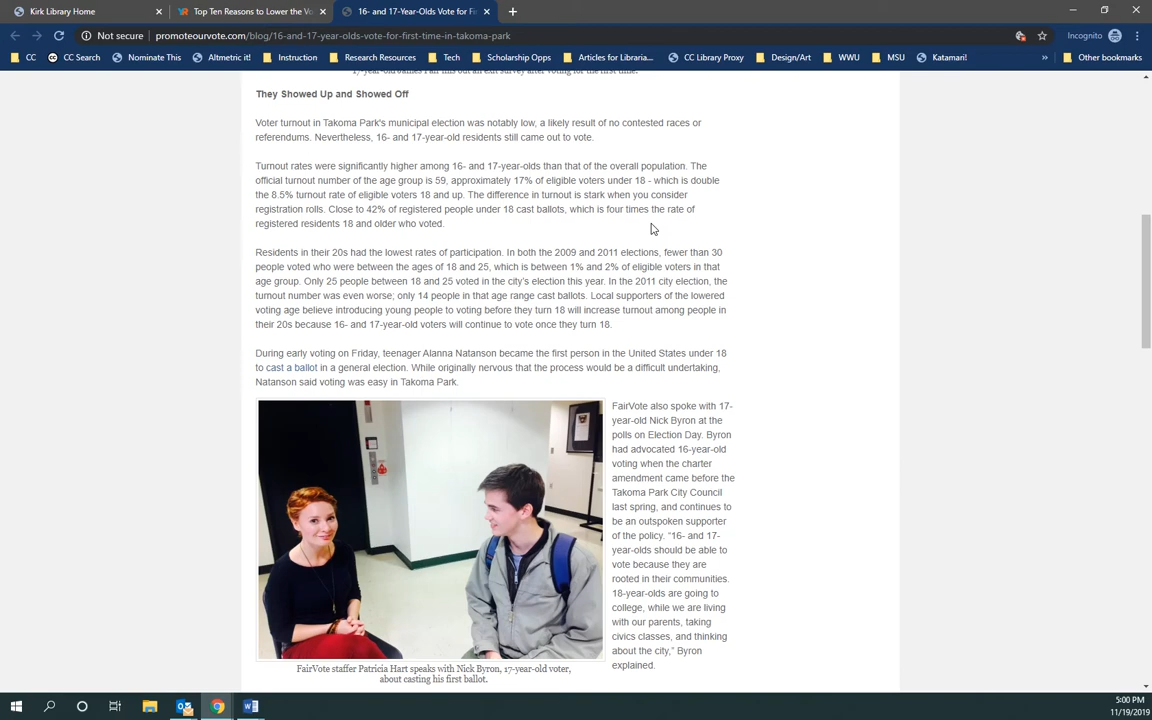 Kirk Library Home
Top Ten Reasons to Lower the Vo
16- and 17-Year-Olds Vote for Fi
Not secure | promoteourvote.com/blog/16-and-17-year-olds-vote-for-first-time-in-takoma-park
Incognito
CC
CC Search
Nominate This
Altmetric it!
Instruction
Research Resources
Tech
Scholarship Opps
Articles for Libraria...
CC Library Proxy
Design/Art
WWU
MSU
Katamari!
»
Other bookmarks
17-year-old James Fair fills out an exit survey after voting for the first time.
They Showed Up and Showed Off
Voter turnout in Takoma Park's municipal election was notably low, a likely result of no contested races or
referendums. Nevertheless, 16- and 17-year-old residents still came out to vote.
Turnout rates were significantly higher among 16- and 17-year-olds than that of the overall population. The
official turnout number of the age group is 59, approximately 17% of eligible voters under 18 - which is double
the 8.5% turnout rate of eligible voters 18 and up. The difference in turnout is stark when you consider
registration rolls. Close to 42% of registered people under 18 cast ballots, which is four times the rate of
registered residents 18 and older who voted.
Residents in their 20s had the lowest rates of participation. In both the 2009 and 2011 elections, fewer than 30
people voted who were between the ages of 18 and 25, which is between 1% and 2% of eligible voters in that
age group. Only 25 people between 18 and 25 voted in the city's election this year. In the 2011 city election, the
turnout number was even worse; only 14 people in that age range cast ballots. Local supporters of the lowered
voting age believe introducing young people to voting before they turn 18 will increase turnout among people in
their 20s because 16- and 17-year-old voters will continue to vote once they turn 18.
During early voting on Friday, teenager Alanna Natanson became the first person in the United States under 18
to cast a ballot in a general election. While originally nervous that the process would be a difficult undertaking,
Natanson said voting was easy in Takoma Park.
FairVote also spoke with 17-
year-old Nick Byron at the
polls on Election Day. Byron
had advocated 16-year-old
voting when the charter
amendment came before the
Takoma Park City Council
last spring, and continues to
be an outspoken supporter
of the policy. "16- and 17-
year-olds should be able to
vote because they are
rooted in their communities.
18-year-olds are going to
college, while we are living
with our parents, taking
civics classes, and thinking
about the city," Byron
explained.
FairVote staffer Patricia Hart speaks with Nick Byron, 17-year-old voter,
about casting his first ballot.
5:00 PM
11/19/2019